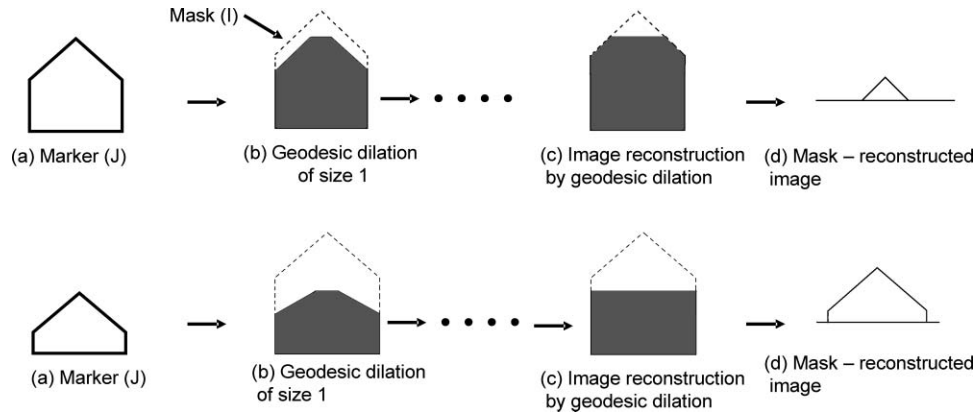 Mask (I)
(a) Marker (J)
(b) Geodesic dilation
of size 1
(c) Image reconstruction
by geodesic dilation
(d) Mask – reconstructed
image
(a) Marker (J)
(b) Geodesic dilation
of size 1
(c) Image reconstruction
by geodesic dilation
(d) Mask – reconstructed
image